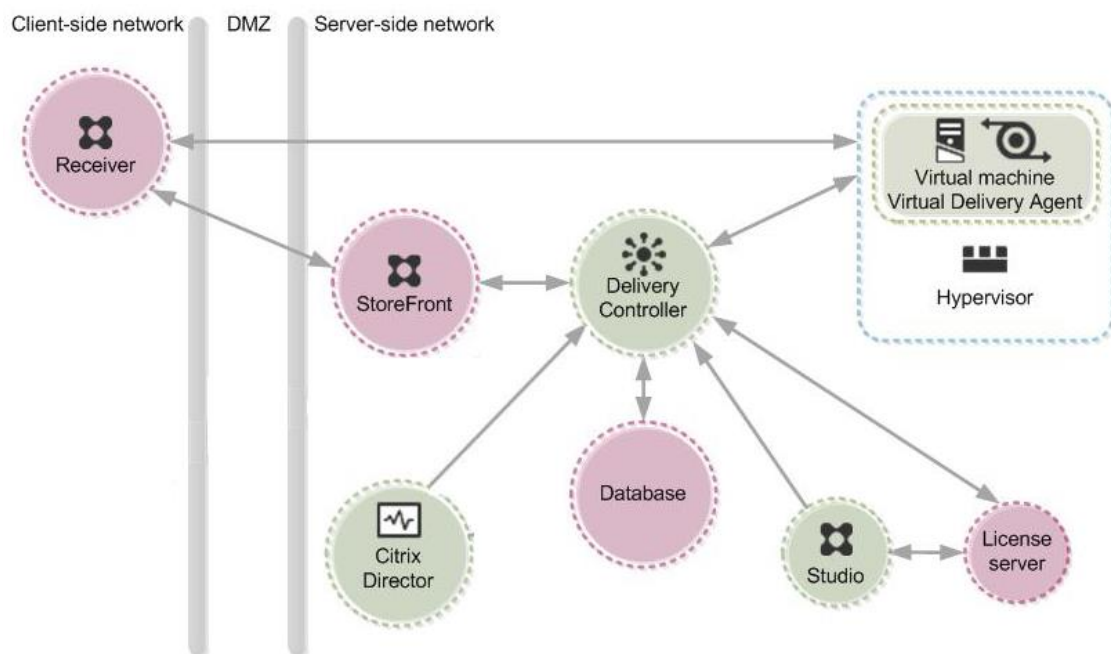 Client-side network
DMZ
Server-side network
Receiver
Virtual machine
Virtual Delivery Agent
StoreFront
Delivery
Controller
Hypervisor
Database
Citrix
Director
Studio
License
server